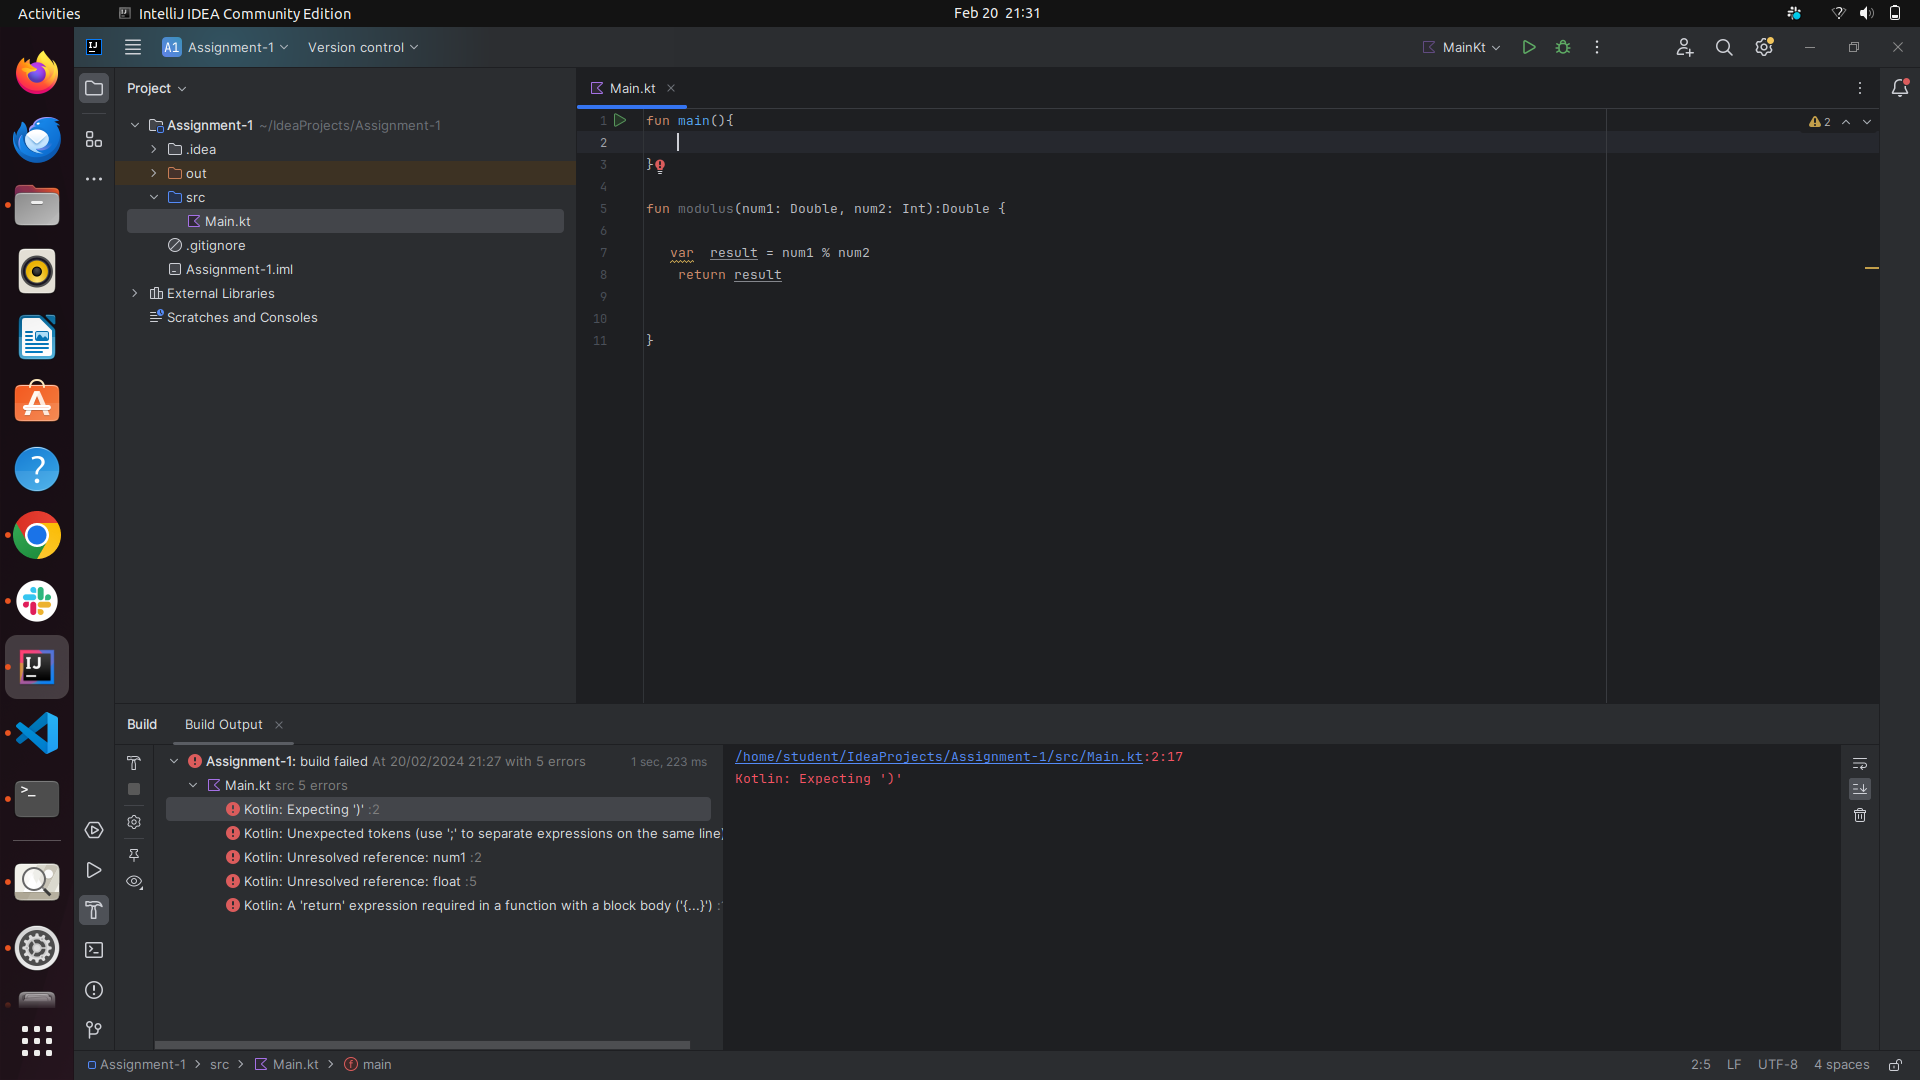 Activities IntelliJ IDEA Community Edition Feb 20 21:31
IJ A1 Assignment-1 Version control MainKt
Project
Main.kt
Assignment-1 ~/IdeaProjects/Assignment-1
.idea
out
src
Main.kt
.gitignore
Assignment-1.iml
External Libraries
Scratches and Consoles
1 fun main(){
2
3 }
4
5 fun modulus(num1: Double, num2: Int):Double {
6
7 var result = num1 % num2
8 return result
9
10
11 }
2
Build Build Output
Assignment-1: build failed At 20/02/2024 21:27 with 5 errors 1 sec, 223 ms
Main.kt src 5 errors
Kotlin: Expecting ')' :2
Kotlin: Unexpected tokens (use ';' to separate expressions on the same line)
Kotlin: Unresolved reference: num1 :2
Kotlin: Unresolved reference: float :5
Kotlin: A 'return' expression required in a function with a block body ('{...}') :
/home/student/IdeaProjects/Assignment-1/src/Main.kt:2:17
Kotlin: Expecting ')'
Assignment-1 > src > Main.kt > main
2:5 LF UTF-8 4 spaces